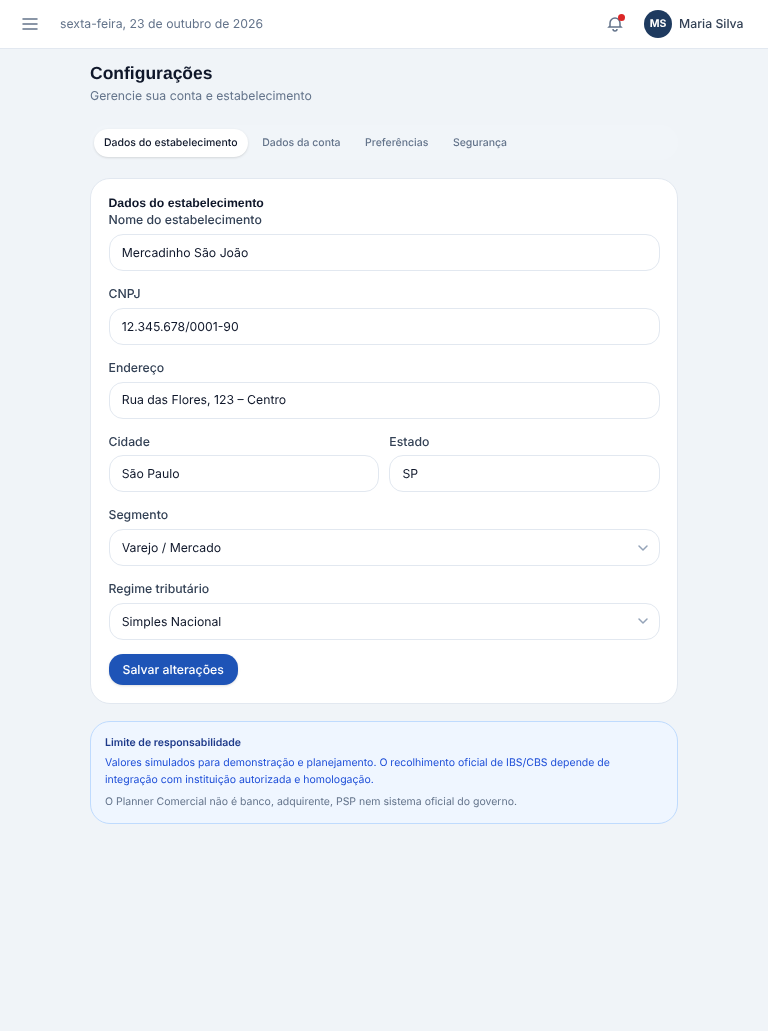 sexta-feira, 23 de outubro de 2026
MS Maria Silva
Configurações
Gerencie sua conta e estabelecimento
Dados do estabelecimento Dados da conta Preferências Segurança
Dados do estabelecimento
Nome do estabelecimento
Mercadinho São João
CNPJ
12.345.678/0001-90
Endereço
Rua das Flores, 123 – Centro
Cidade Estado
São Paulo SP
Segmento
Varejo / Mercado
Regime tributário
Simples Nacional
Salvar alterações
Limite de responsabilidade
Valores simulados para demonstração e planejamento. O recolhimento oficial de IBS/CBS depende de
integração com instituição autorizada e homologação.
O Planner Comercial não é banco, adquirente, PSP nem sistema oficial do governo.